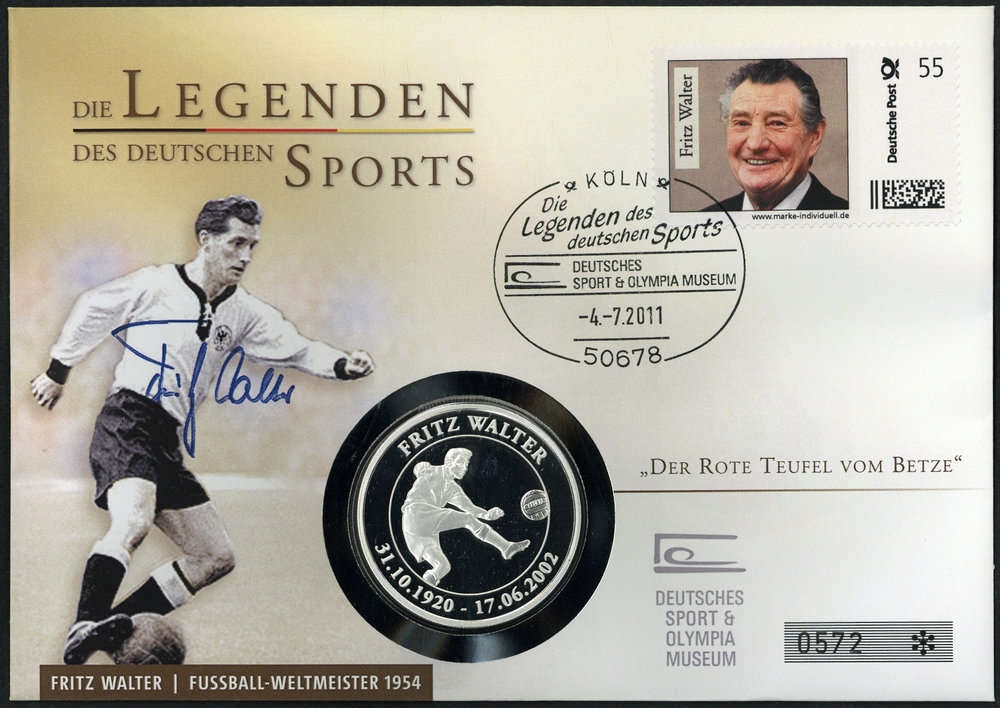 DIE LEGENDEN
DES DEUTSCHEN SPORTS
Fritz Walter
Deutsche Post
55
www.marke-individuell.de
KÖLN
Die
Legenden des
deutschen Sports
DEUTSCHES
SPORT & OLYMPIA MUSEUM
-4.-7.2011
50678
Fritz Walter
FRITZ WALTER
31.10.1920 - 17.06.2002
„DER ROTE TEUFEL VOM BETZE“
DEUTSCHES
SPORT &
OLYMPIA
MUSEUM
0572
FRITZ WALTER | FUSSBALL-WELTMEISTER 1954